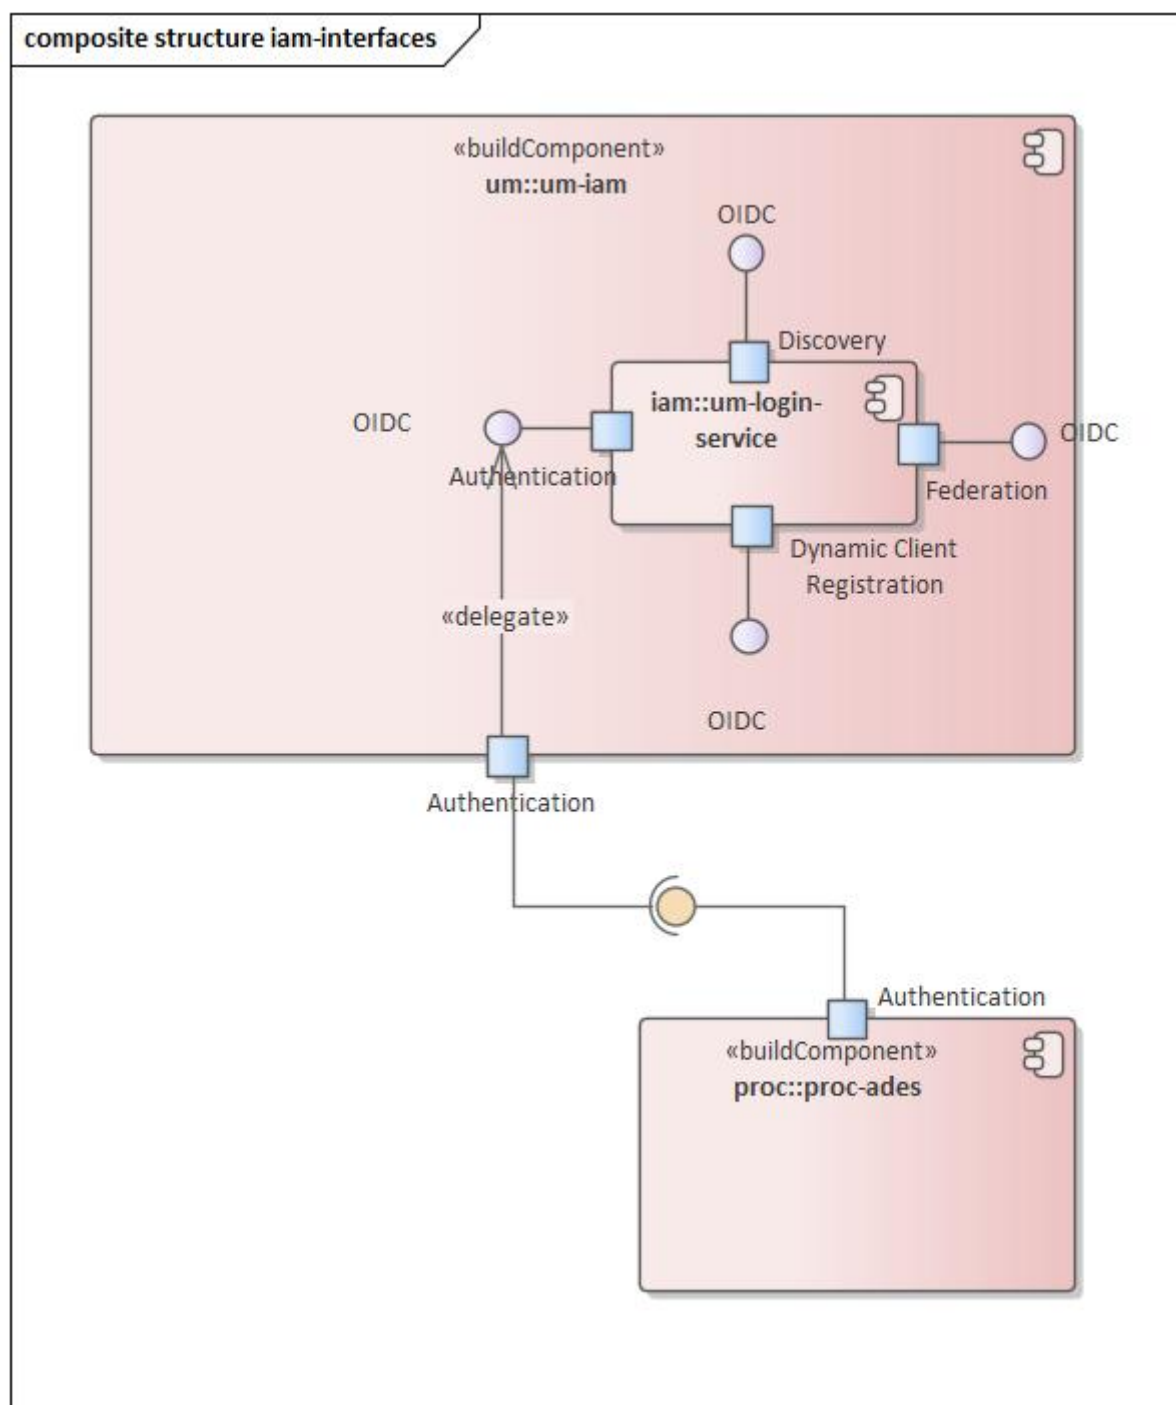 composite structure iam-interfaces
«buildComponent»
um::um-iam
OIDC
Discovery
iam::um-login-
service
OIDC
OIDC
Authentication
Federation
Dynamic Client
Registration
«delegate»
OIDC
Authentication
Authentication
«buildComponent»
proc::proc-ades